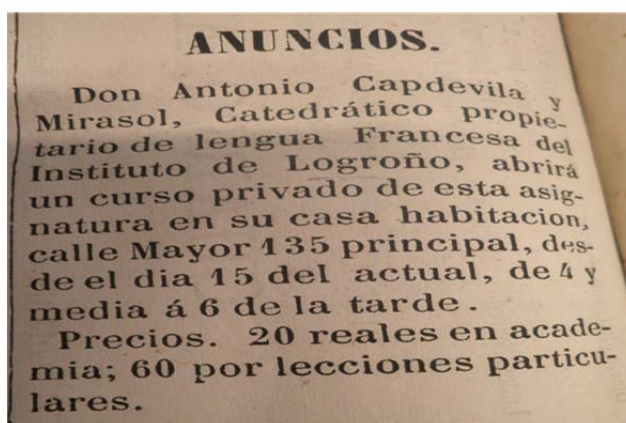 ANUNCIOS.
Don Antonio Capdevila y
Mirasol, Catedrático propie-
tario de lengua Francesa del
Instituto de Logroño, abrirá
un curso privado de esta asig-
natura en su casa habitacion,
calle Mayor 135 principal, des-
de el dia 15 del actual, de 4 y
media á 6 de la tarde.
Precios. 20 reales en acade-
mia; 60 por lecciones particu-
lares.